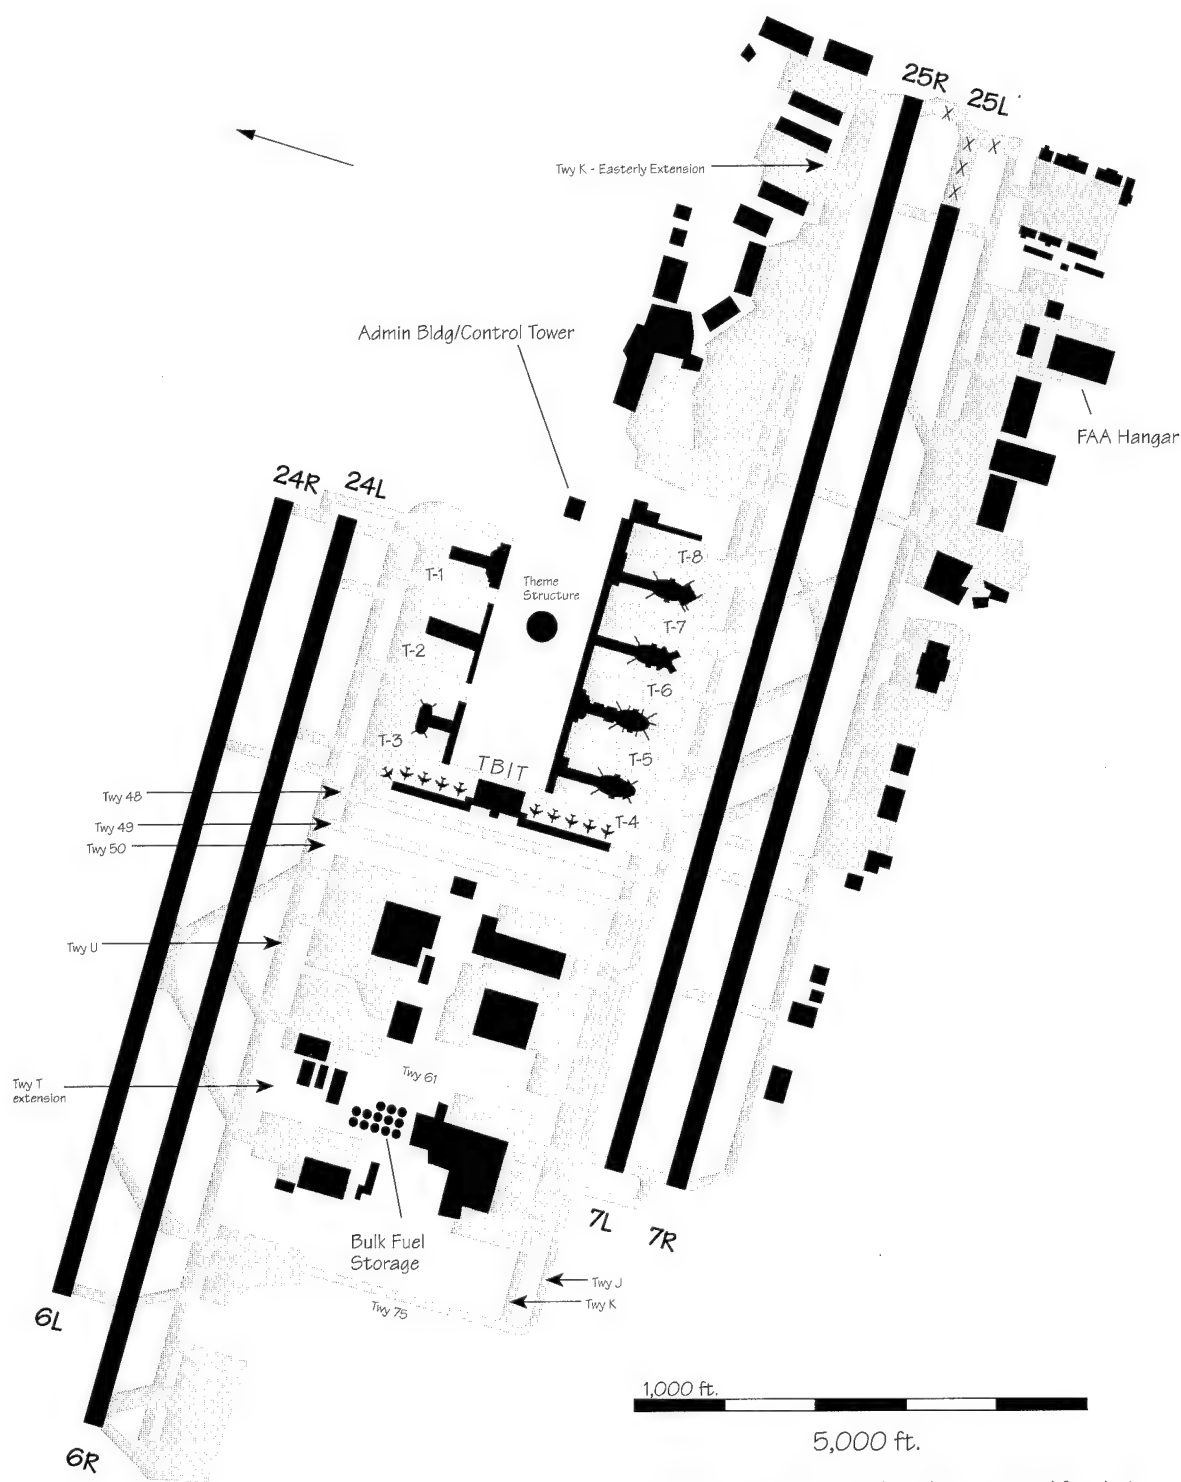 25R
25L
Twy K - Easterly Extension
Admin Bldg/Control Tower
FAA Hangar
24R
24L
T-8
T-1
Theme
Structure
T-7
T-2
T-6
T-3
TBIT
T-5
Twy 48
T-4
Twy 49
Twy 50
Twy U
Twy 61
Twy T
extension
7L
7R
Bulk Fuel
Storage
Twy J
Twy K
Twy 75
6L
1,000 ft.
5,000 ft.
6R